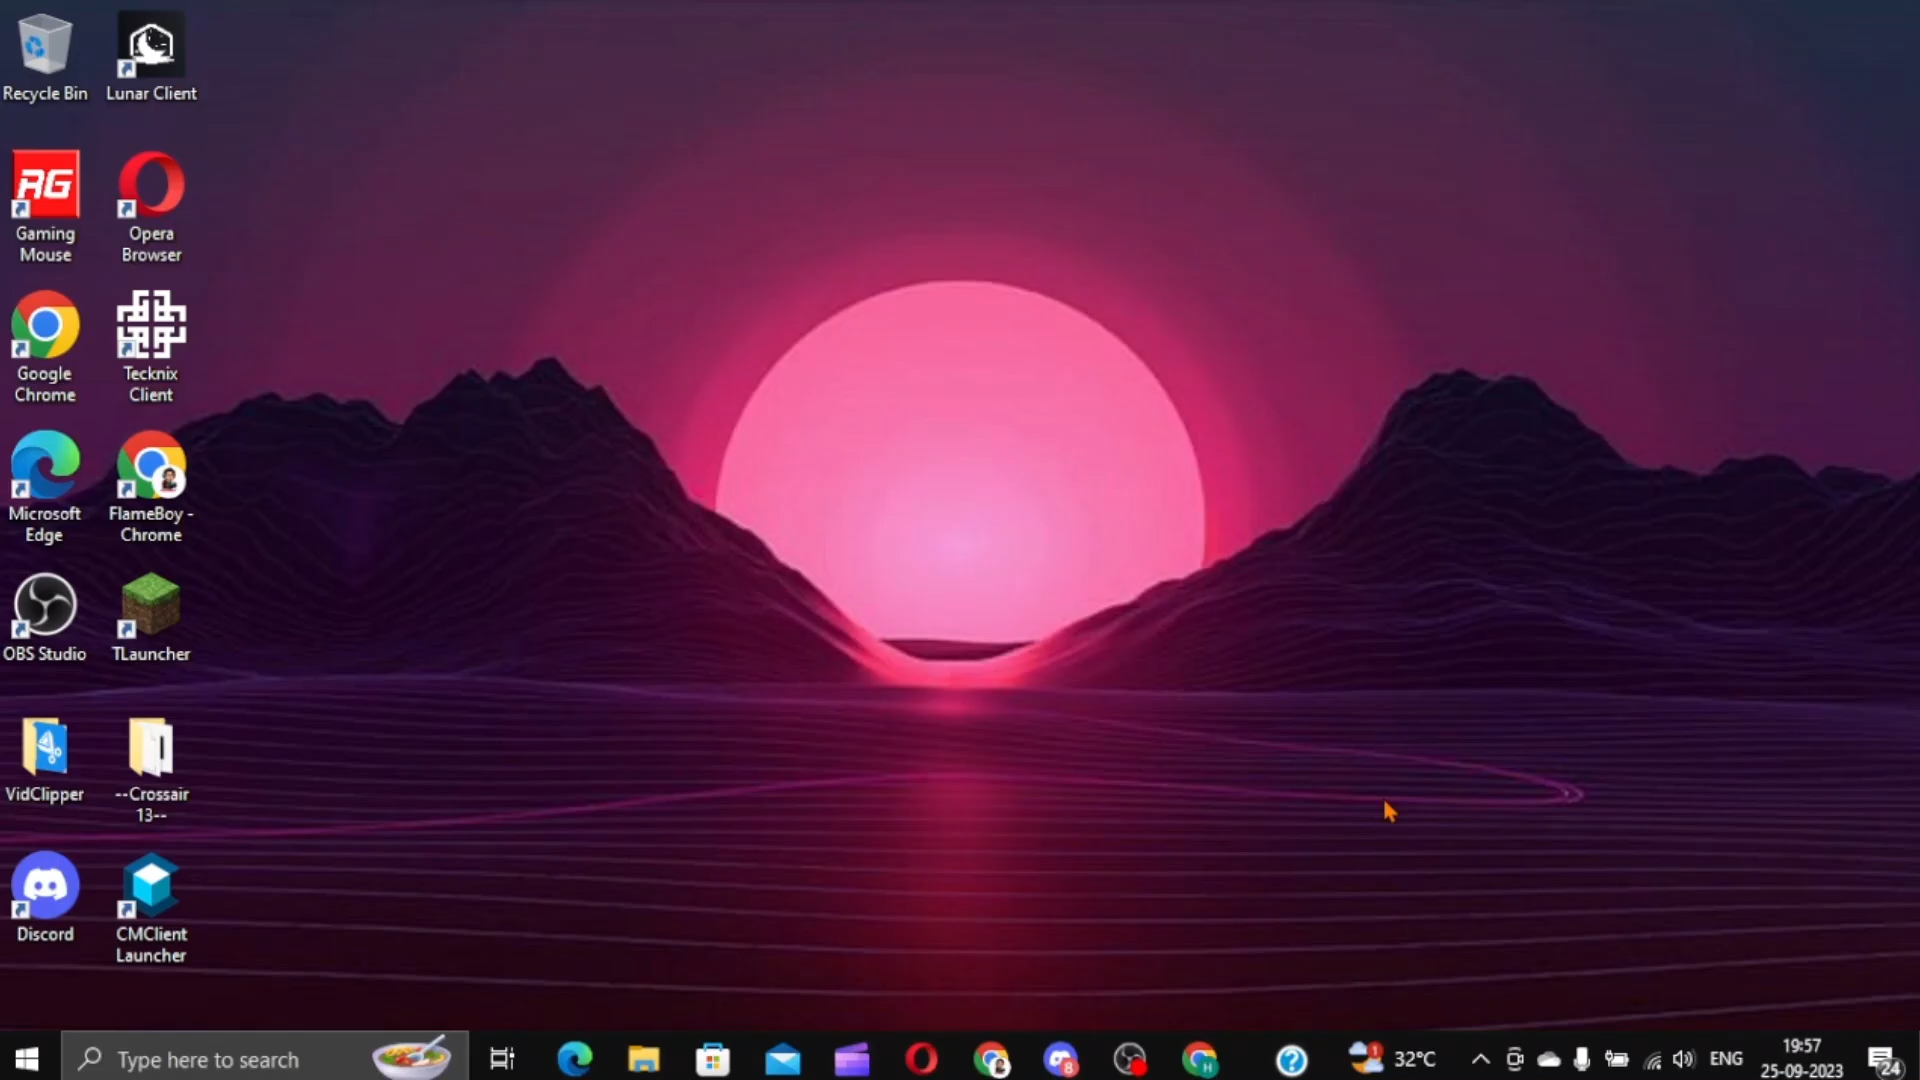 Recycle Bin
Lunar Client
RG
Gaming
Mouse
Opera
Browser
Google
Chrome
Tecknix
Client
Microsoft
Edge
FlameBoy -
Chrome
OBS Studio
TLauncher
VidClipper
--Crossair
13--
Discord
CMClient
Launcher
Type here to search
8
H
?
1
32°C
ENG
19:57
25-09-2023
24